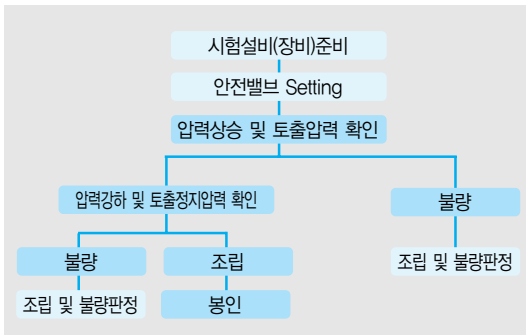 시험설비(장비)준비
안전밸브 Setting
압력상승 및 토출압력 확인
압력강하 및 토출정지압력 확인
불량
불량
조립
조립 및 불량판정
조립 및 불량판정
봉인